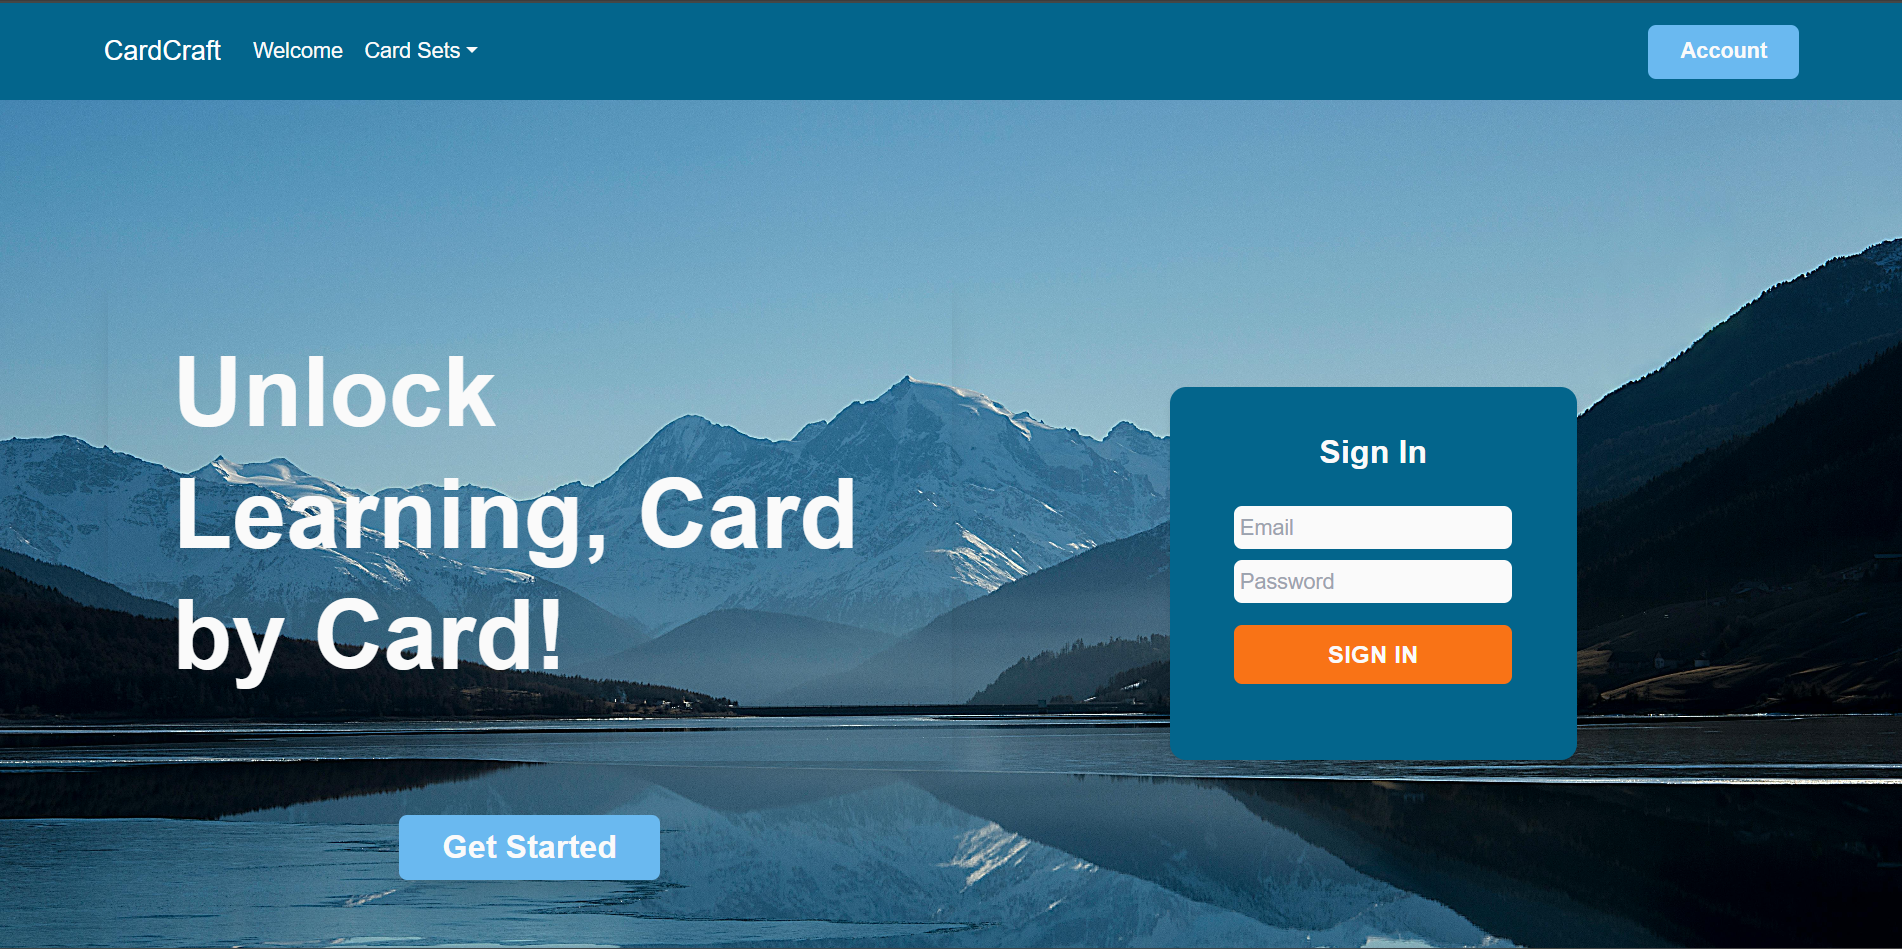 CardCraft Welcome Card Sets Account
Unlock
Learning, Card
by Card!
Sign In
Email
Password
SIGN IN
Get Started